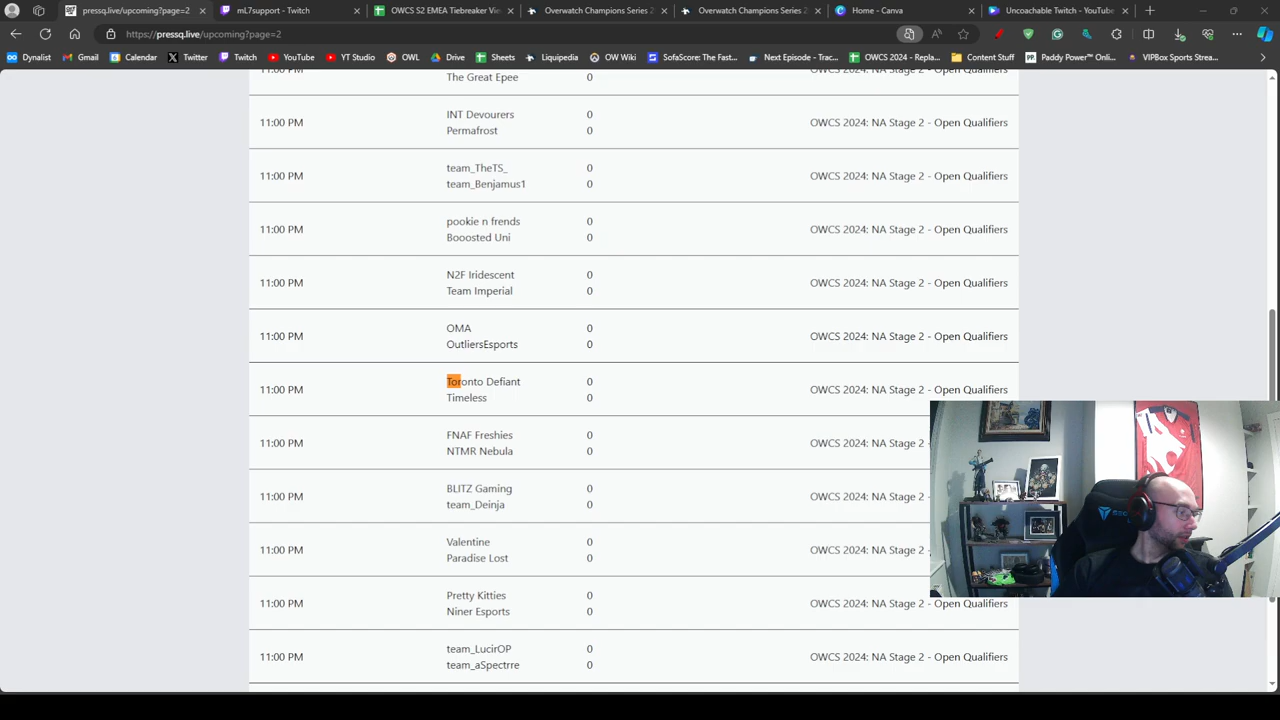 pressq.live/upcoming?page=2
mL7support - Twitch
OWCS S2 EMEA Tiebreaker View
Overwatch Champions Series 2
Overwatch Champions Series 2
Home - Canva
Uncoachable Twitch - YouTube
https://pressq.live/upcoming?page=2
Dynalist Gmail Calendar Twitter Twitch YouTube YT Studio OWL Drive Sheets Liquipedia OW Wiki SofaScore: The Fast... Next Episode - Trac... OWCS 2024 - Repla... Content Stuff Paddy Power™ Onli... VIPBox Sports Strea...
11:00 PM
The Great Epee 0
INT Devourers 0
11:00 PM OWCS 2024: NA Stage 2 - Open Qualifiers
Permafrost 0
team_TheTS_ 0
11:00 PM OWCS 2024: NA Stage 2 - Open Qualifiers
team_Benjamus1 0
pookie n frends 0
11:00 PM OWCS 2024: NA Stage 2 - Open Qualifiers
Booosted Uni 0
N2F Iridescent 0
11:00 PM OWCS 2024: NA Stage 2 - Open Qualifiers
Team Imperial 0
OMA 0
11:00 PM OWCS 2024: NA Stage 2 - Open Qualifiers
OutliersEsports 0
Toronto Defiant 0
11:00 PM OWCS 2024: NA Stage 2 - Open Qualifiers
Timeless 0
FNAF Freshies 0
11:00 PM OWCS 2024: NA Stage 2 -
NTMR Nebula 0
BLITZ Gaming 0
11:00 PM OWCS 2024: NA Stage 2 -
team_Deinja 0
Valentine 0
11:00 PM OWCS 2024: NA Stage 2 -
Paradise Lost 0
Pretty Kitties 0
11:00 PM OWCS 2024: NA Stage 2 - Open Qualifiers
Niner Esports 0
team_LucirOP 0
11:00 PM OWCS 2024: NA Stage 2 - Open Qualifiers
team_aSpectrre 0